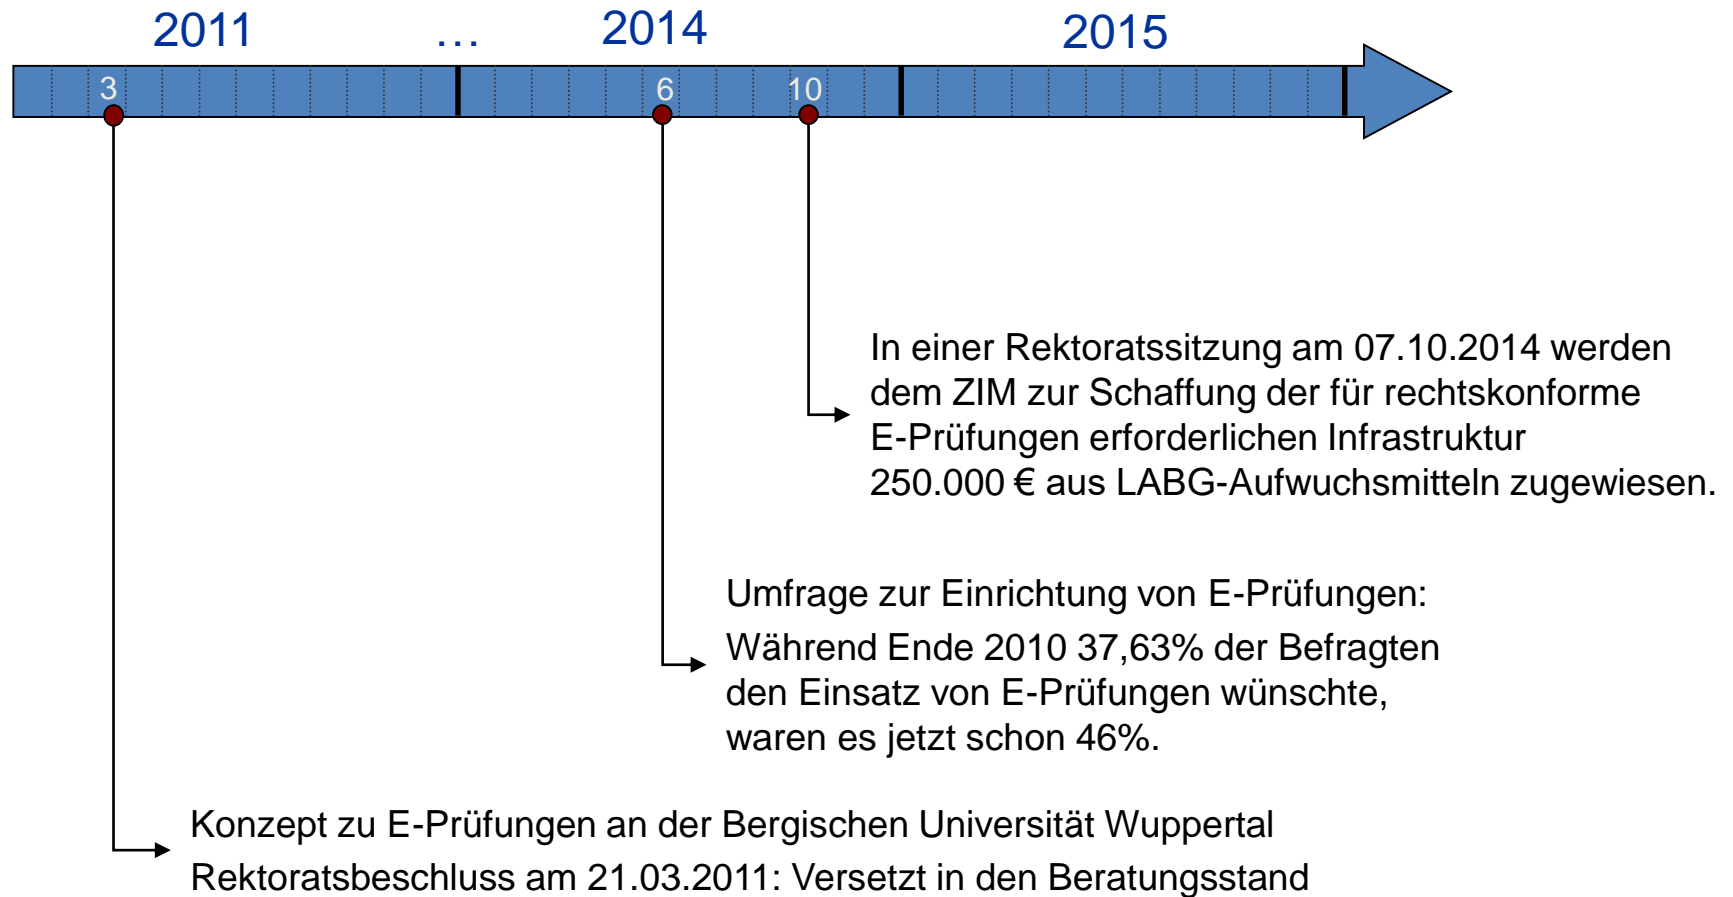 2011 … 2014 2015
3 6 10
In einer Rektoratssitzung am 07.10.2014 werden
dem ZIM zur Schaffung der für rechtskonforme
E-Prüfungen erforderlichen Infrastruktur
250.000 € aus LABG-Aufwuchsmitteln zugewiesen.
Umfrage zur Einrichtung von E-Prüfungen:
Während Ende 2010 37,63% der Befragten
den Einsatz von E-Prüfungen wünschte,
waren es jetzt schon 46%.
Konzept zu E-Prüfungen an der Bergischen Universität Wuppertal
Rektoratsbeschluss am 21.03.2011: Versetzt in den Beratungsstand